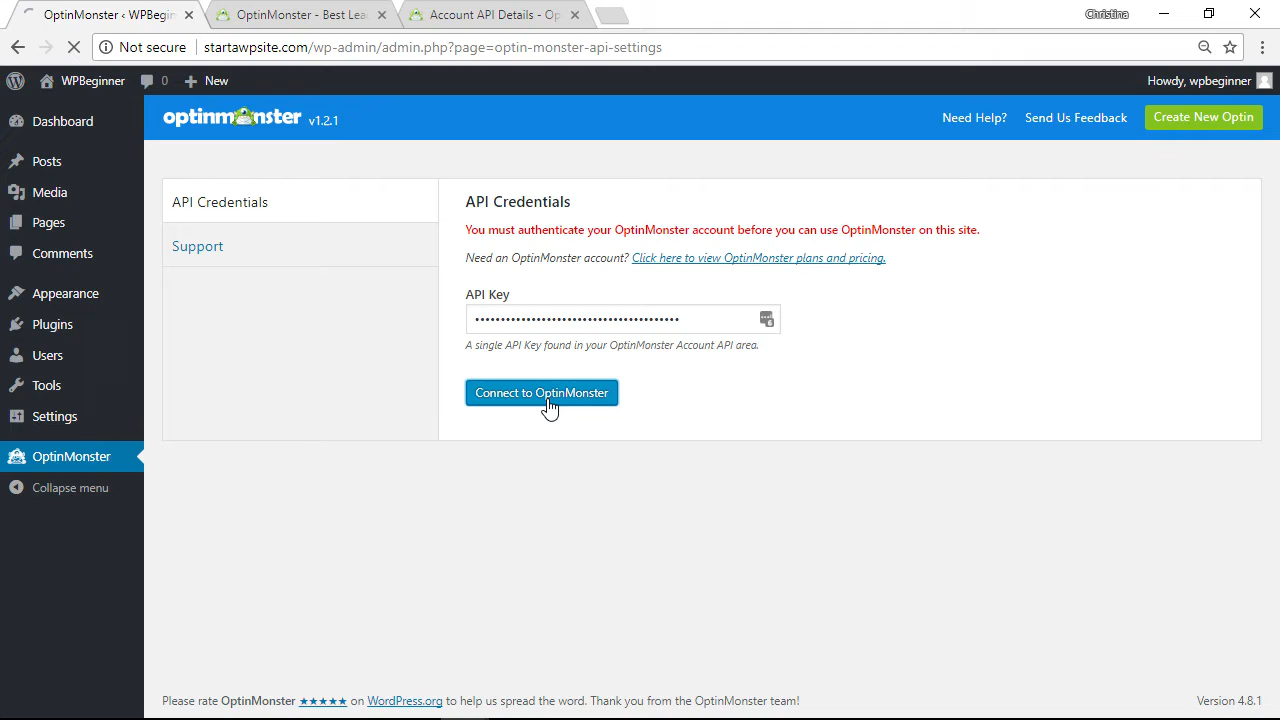 OptinMonster ‹ WPBegin
OptinMonster - Best Lea
Account API Details - Op
Christina
Not secure
startawpsite.com/wp-admin/admin.php?page=optin-monster-api-settings
WPBeginner
0
New
Howdy, wpbeginner
Dashboard
Posts
Media
Pages
Comments
Appearance
Plugins
Users
Tools
Settings
OptinMonster
Collapse menu
optinmonster v1.2.1
Need Help?
Send Us Feedback
Create New Optin
API Credentials
Support
API Credentials
You must authenticate your OptinMonster account before you can use OptinMonster on this site.
Need an OptinMonster account? Click here to view OptinMonster plans and pricing.
API Key
••••••••••••••••••••••••••••••••••••••••
A single API Key found in your OptinMonster Account API area.
Connect to OptinMonster
Please rate OptinMonster ★★★★★ on WordPress.org to help us spread the word. Thank you from the OptinMonster team!
Version 4.8.1